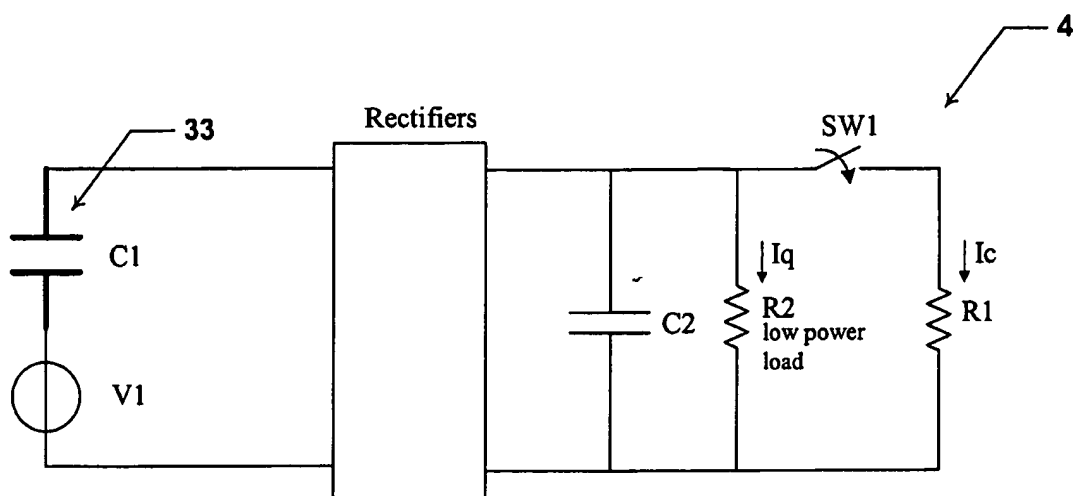 4
33
Rectifiers
SW1
C1
Iq
Ic
C2
R2
low power
load
R1
V1